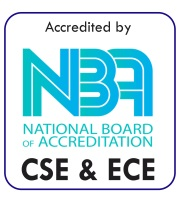 Accredited by
NBA
NATIONAL BOARD
OF ACCREDITATION
CSE & ECE